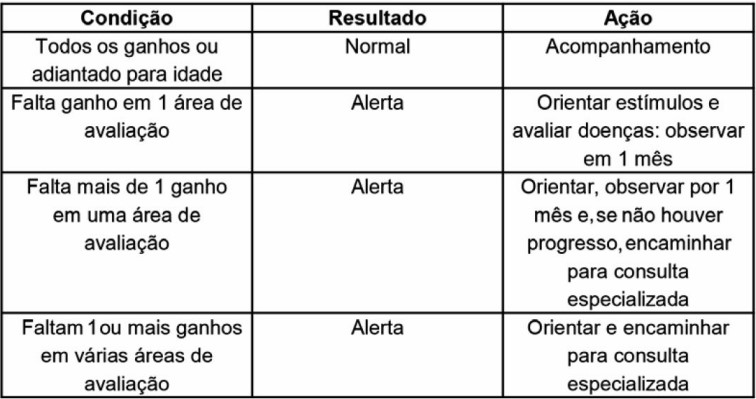 Condição Resultado Ação
Todos os ganhos ou Normal Acompanhamento
adiantado para idade
Falta ganho em 1 área de Alerta Orientar estímulos e
avaliação avaliar doenças: observar
em 1 mês
Falta mais de 1 ganho Alerta Orientar, observar por 1
em uma área de mês e, se não houver
avaliação progresso, encaminhar
para consulta
especializada
Faltam 1 ou mais ganhos Alerta Orientar e encaminhar
em várias áreas de para consulta
avaliação especializada